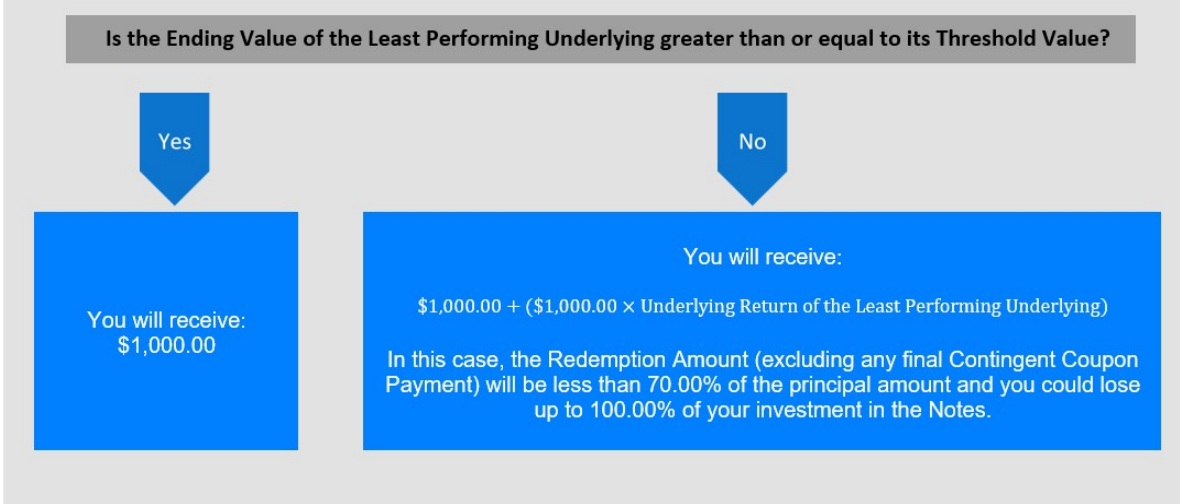 Is the Ending Value of the Least Performing Underlying greater than or equal to its Threshold Value?
Yes
No
You will receive:
$1,000.00
You will receive:
$1,000.00 + ($1,000.00 × Underlying Return of the Least Performing Underlying)
In this case, the Redemption Amount (excluding any final Contingent Coupon
Payment) will be less than 70.00% of the principal amount and you could lose
up to 100.00% of your investment in the Notes.